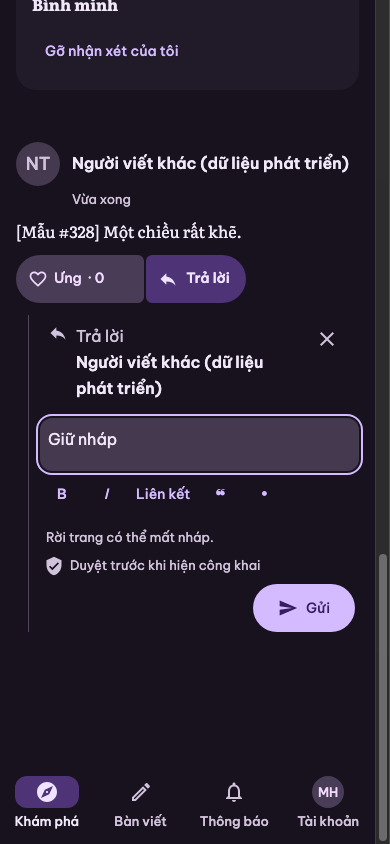 Bình minh
Gỡ nhận xét của tôi
NT
Người viết khác (dữ liệu phát triển)
Vừa xong
[Mẫu #328] Một chiều rất khẽ.
Ưng · 0
Trả lời
Trả lời
Người viết khác (dữ liệu
phát triển)
Giữ nháp
B I Liên kết ❝ •
Rời trang có thể mất nháp.
Duyệt trước khi hiện công khai
Gửi
MH
Khám phá Bàn viết Thông báo Tài khoản